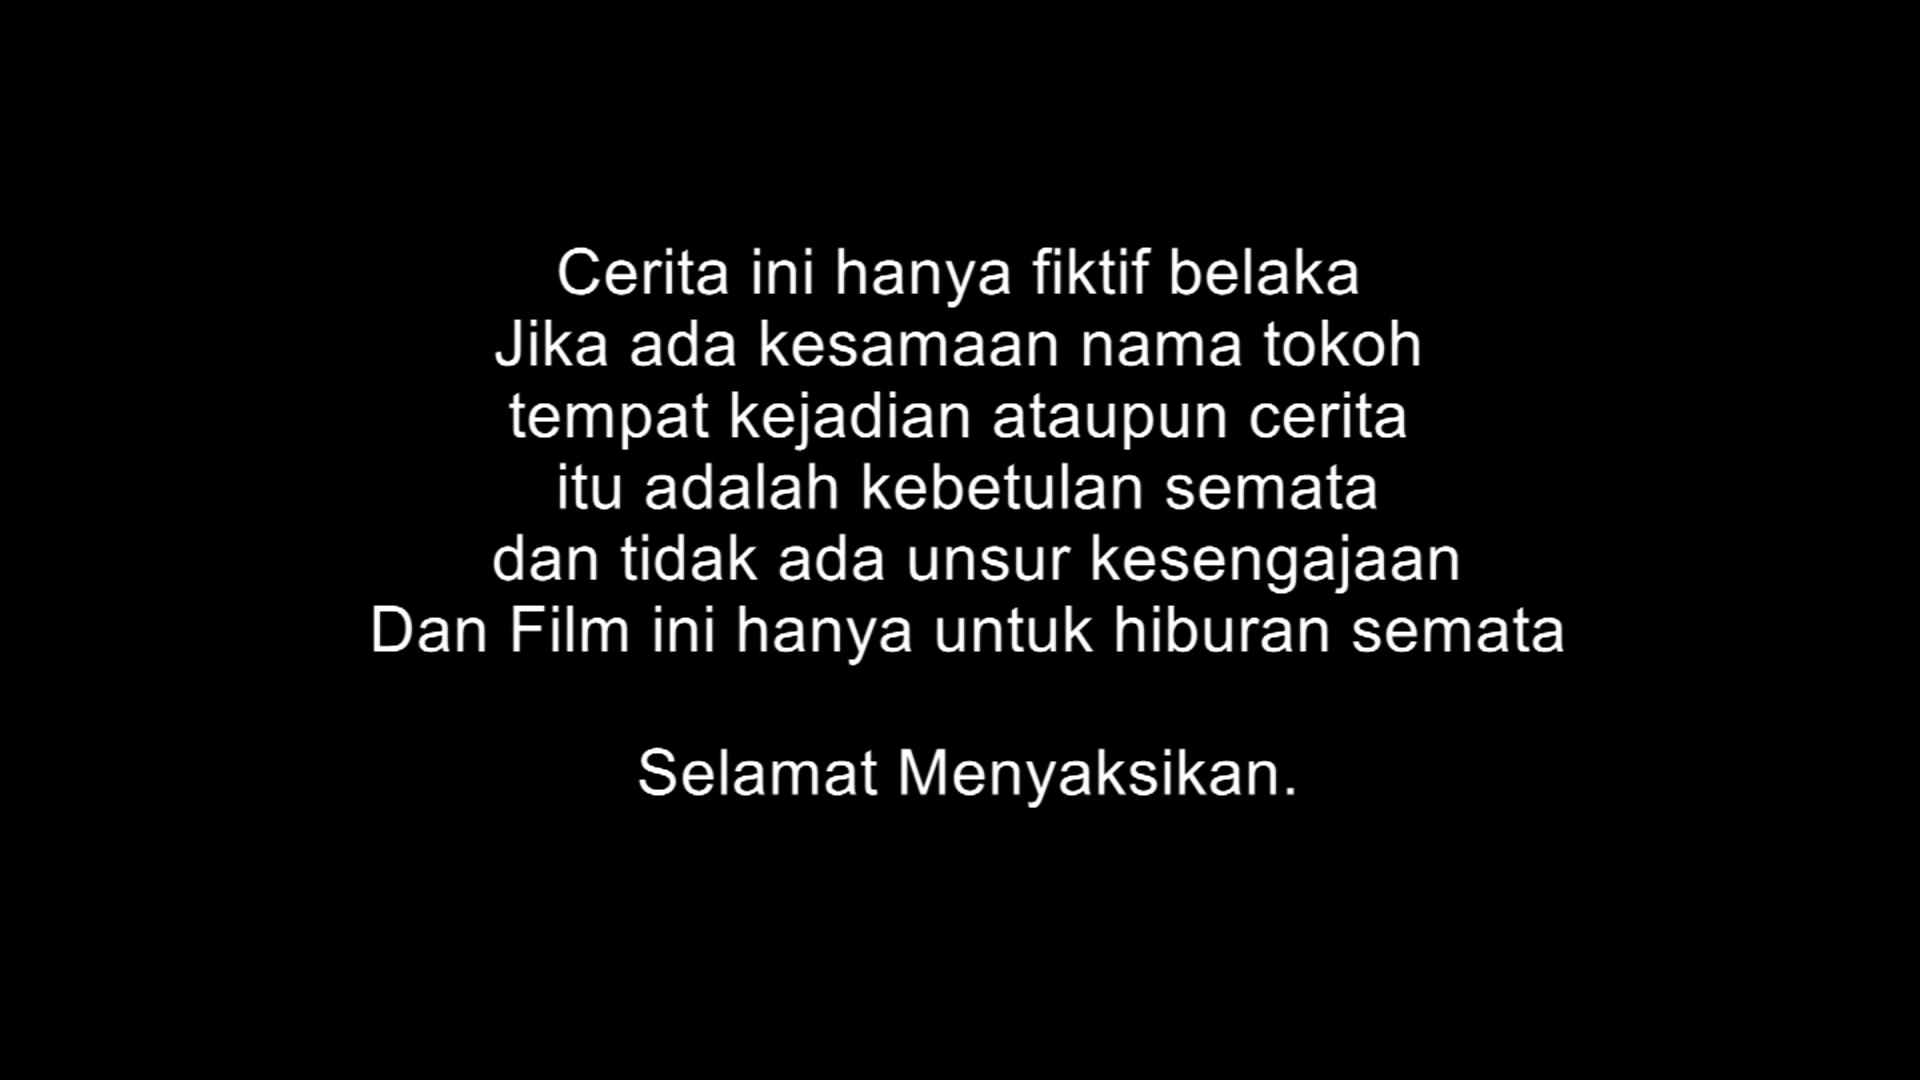 Cerita ini hanya fiktif belaka
Jika ada kesamaan nama tokoh
tempat kejadian ataupun cerita
itu adalah kebetulan semata
dan tidak ada unsur kesengajaan
Dan Film ini hanya untuk hiburan semata
Selamat Menyaksikan.